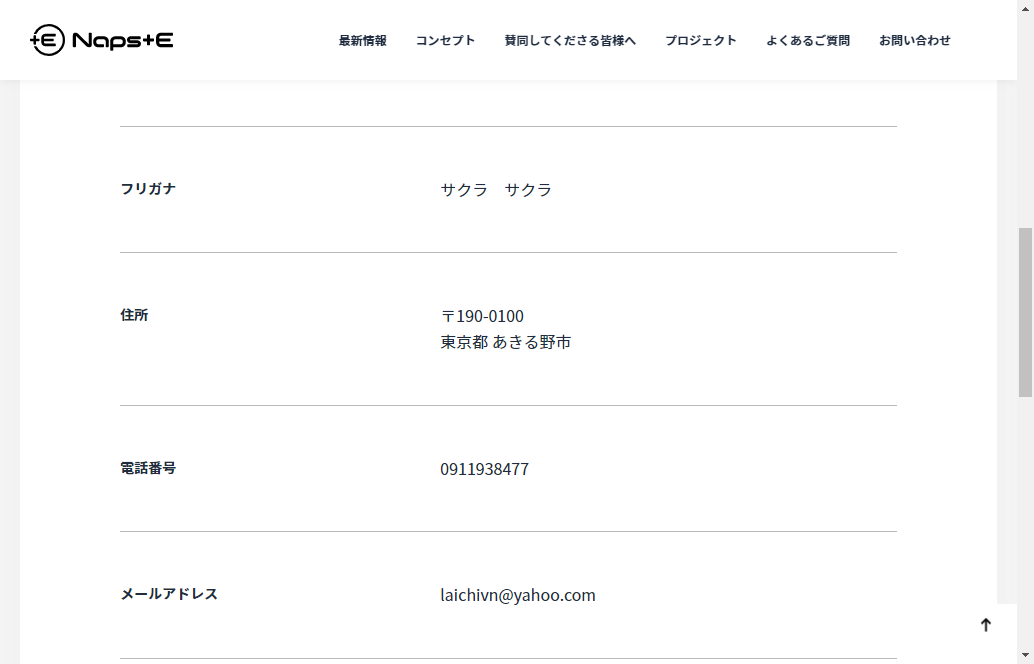 Naps+E
最新情報 コンセプト 賛同してくださる皆様へ プロジェクト よくあるご質問 お問い合わせ
フリガナ サクラ　サクラ
住所 〒190-0100
東京都 あきる野市
電話番号 0911938477
メールアドレス laichivn@yahoo.com